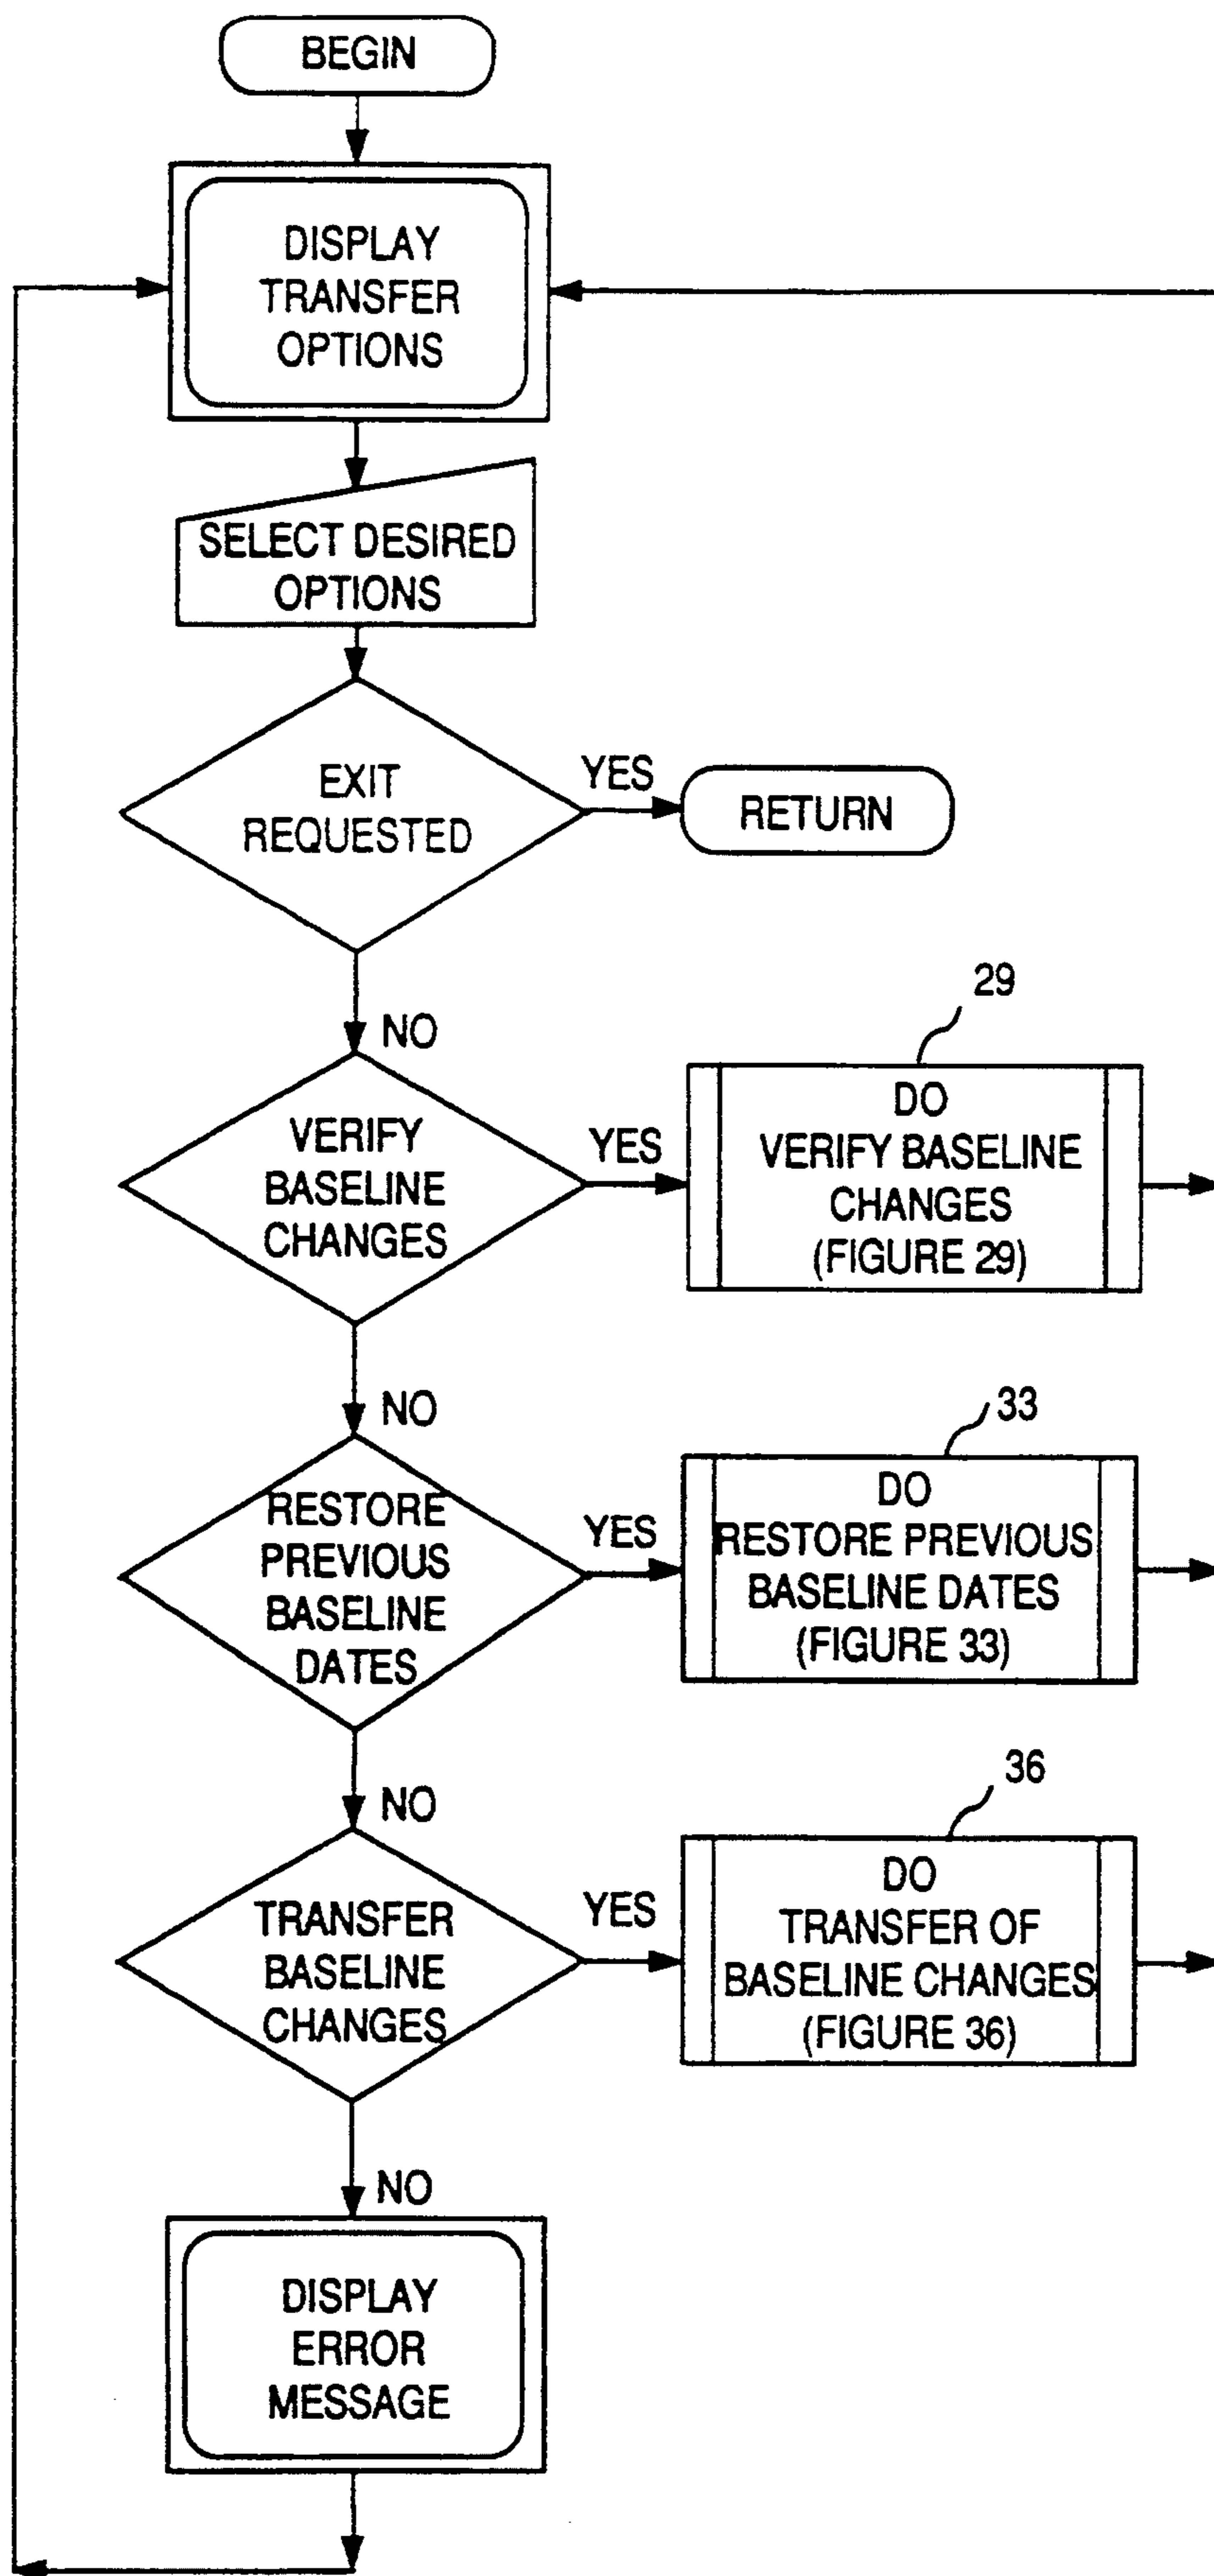 BEGIN
DISPLAY
TRANSFER
OPTIONS
SELECT DESIRED
OPTIONS
EXIT
REQUESTED
YES
RETURN
NO
VERIFY
BASELINE
CHANGES
YES
29
DO
VERIFY BASELINE
CHANGES
(FIGURE 29)
NO
RESTORE
PREVIOUS
BASELINE
DATES
YES
33
DO
RESTORE PREVIOUS
BASELINE DATES
(FIGURE 33)
NO
TRANSFER
BASELINE
CHANGES
YES
36
DO
TRANSFER OF
BASELINE CHANGES
(FIGURE 36)
NO
DISPLAY
ERROR
MESSAGE